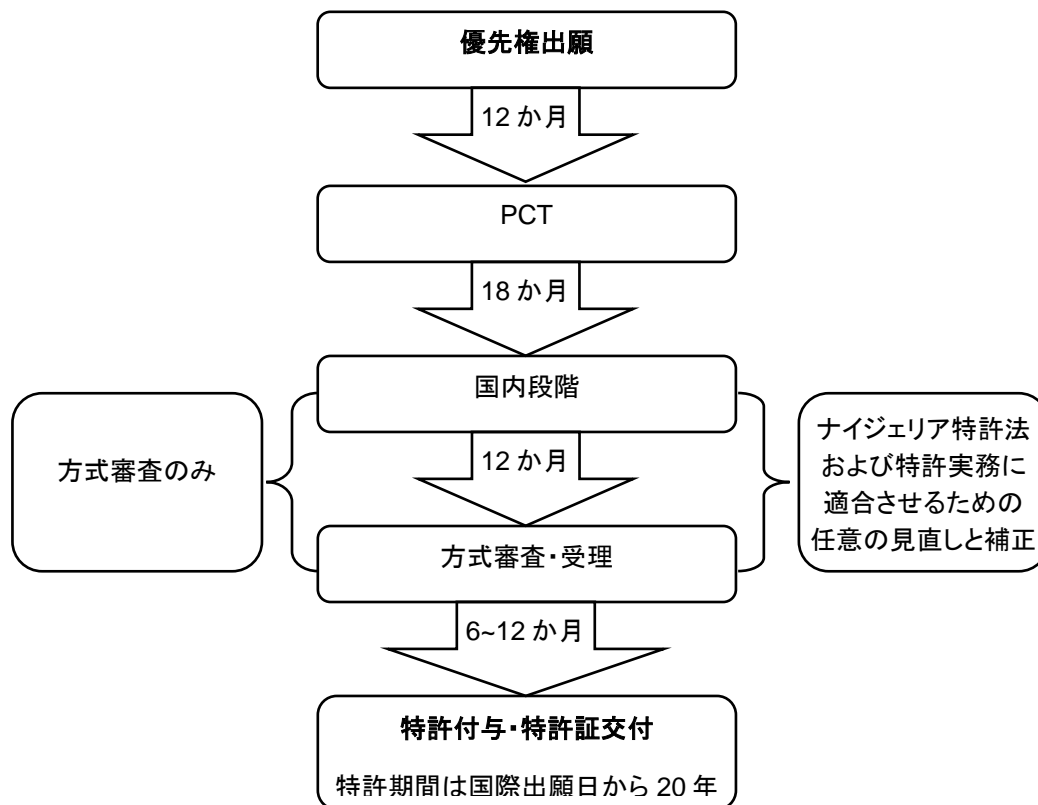 優先権出願
12 か月
PCT
18 か月
国内段階
方式審査のみ
12 か月
ナイジェリア特許法
および特許実務に
適合させるための
任意の見直しと補正
方式審査・受理
6~12 か月
特許付与・特許証交付
特許期間は国際出願日から 20 年